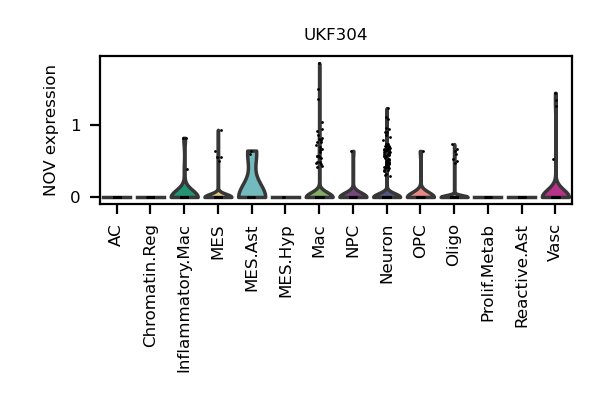 UKF304
NOV expression
1
0
AC
Chromatin.Reg
Inflammatory.Mac
MES
MES.Ast
MES.Hyp
Mac
NPC
Neuron
OPC
Oligo
Prolif.Metab
Reactive.Ast
Vasc